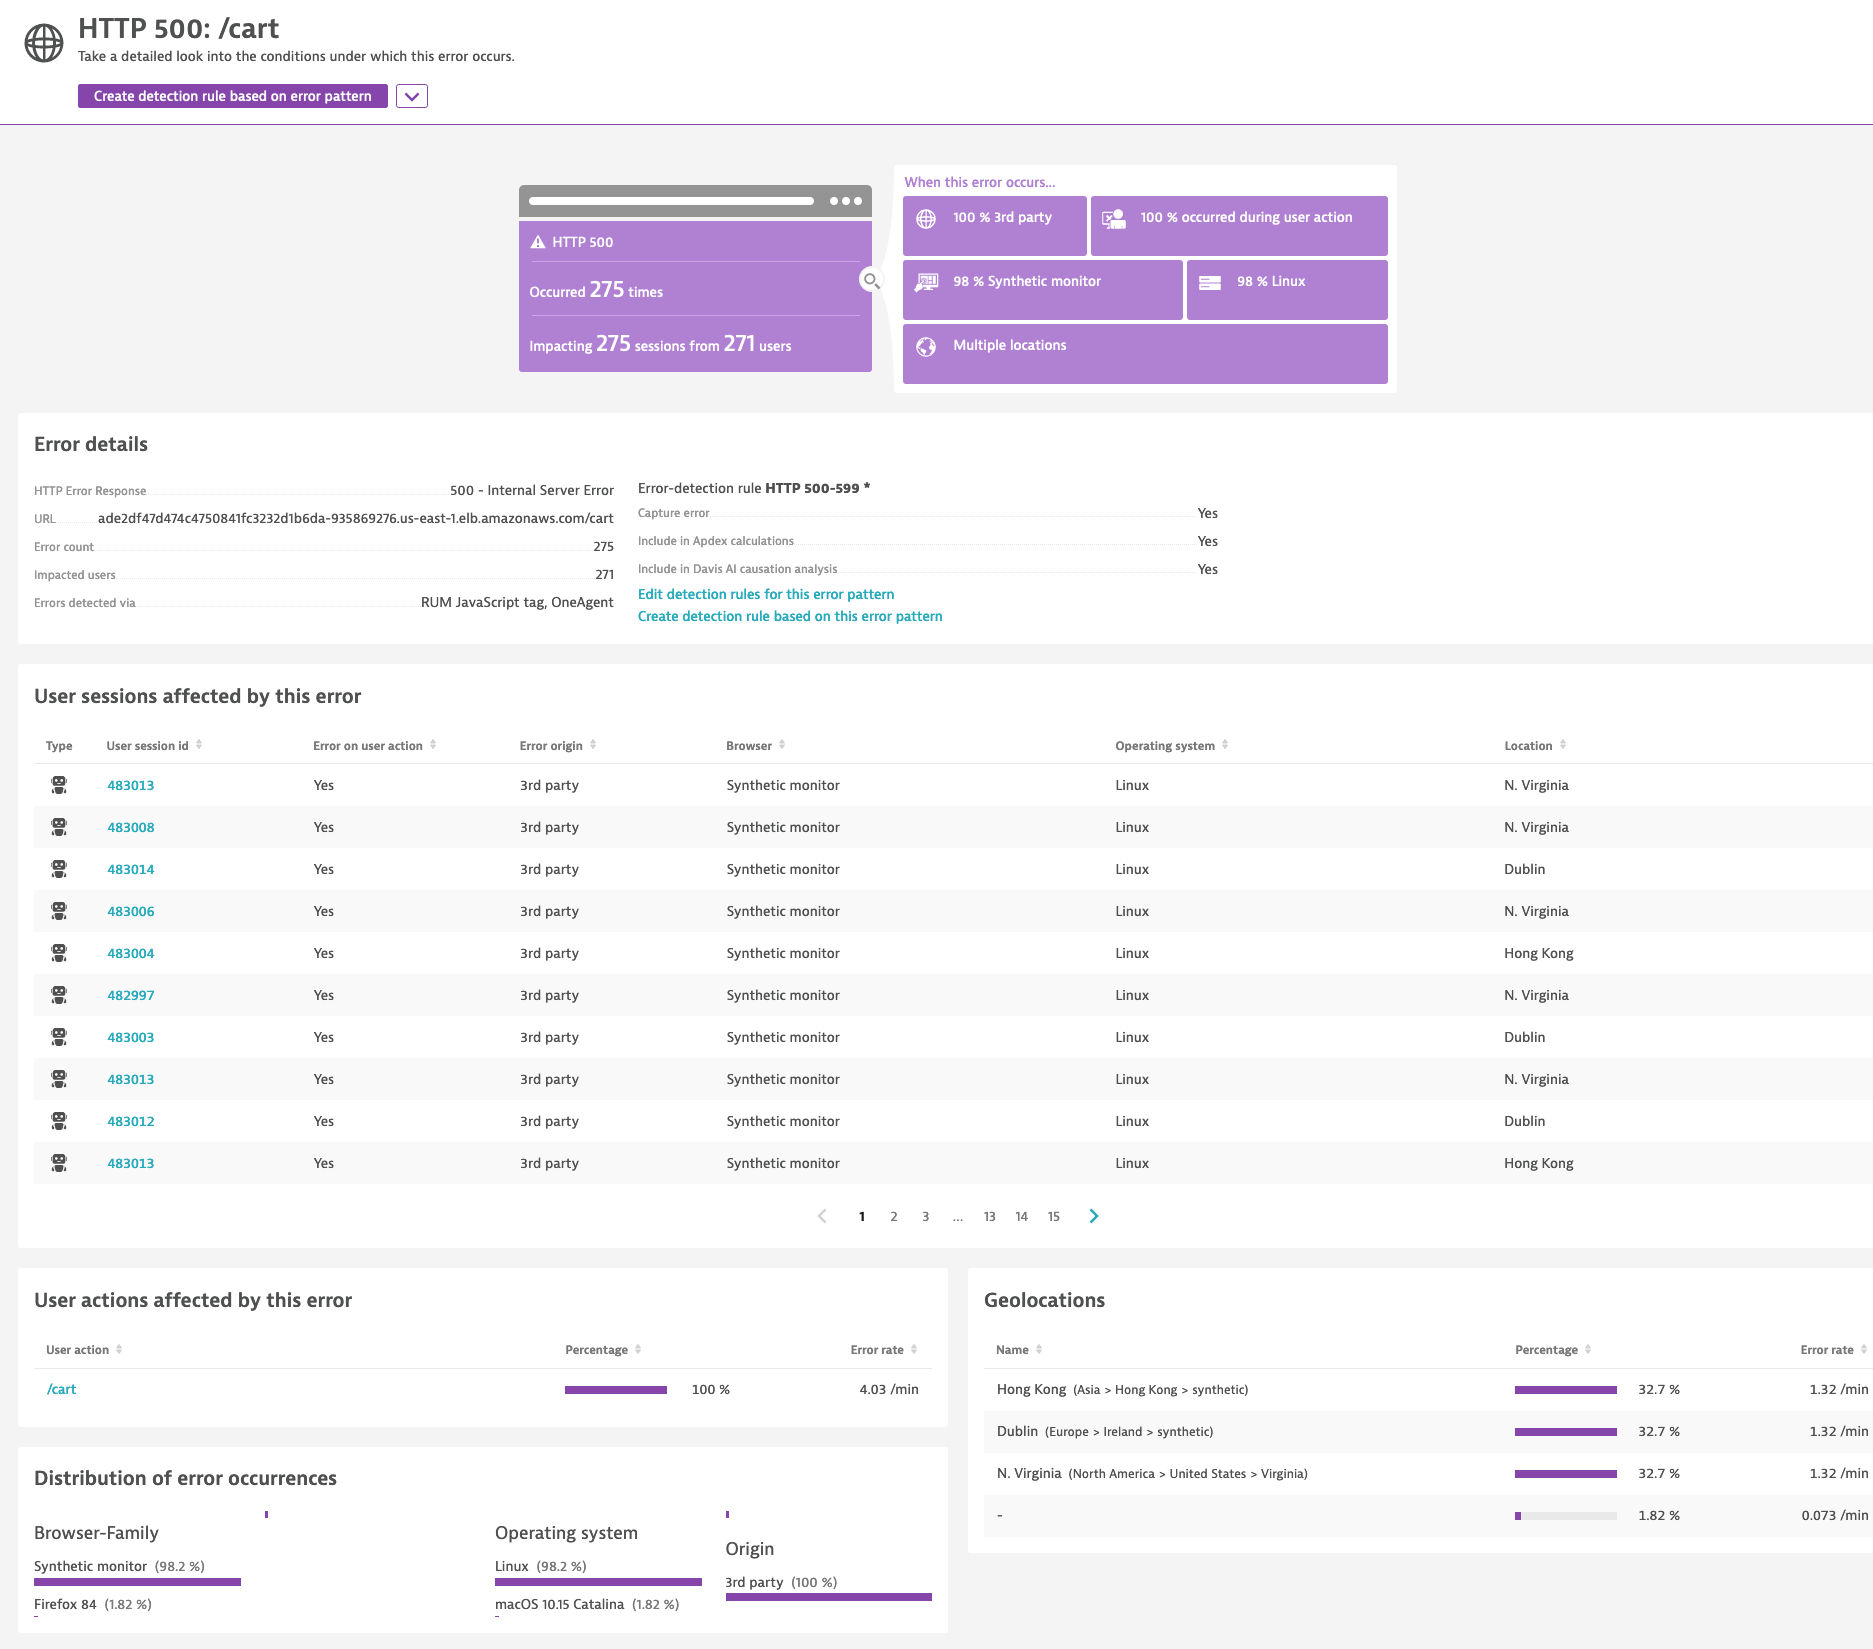 HTTP 500: /cart
Take a detailed look into the conditions under which this error occurs.
Create detection rule based on error pattern
HTTP 500
Occurred 275 times
Impacting 275 sessions from 271 users
When this error occurs...
100 % 3rd party
100 % occurred during user action
98 % Synthetic monitor
98 % Linux
Multiple locations
Error details
HTTP Error Response 500 - Internal Server Error
URL ade2df47d474c4750841fc3232d1b6da-935869276.us-east-1.elb.amazonaws.com/cart
Error count 275
Impacted users 271
Errors detected via RUM JavaScript tag, OneAgent
Error-detection rule HTTP 500-599 *
Capture error Yes
Include in Apdex calculations Yes
Include in Davis AI causation analysis Yes
Edit detection rules for this error pattern
Create detection rule based on this error pattern
User sessions affected by this error
Type User session id Error on user action Error origin Browser Operating system Location
483013 Yes 3rd party Synthetic monitor Linux N. Virginia
483008 Yes 3rd party Synthetic monitor Linux N. Virginia
483014 Yes 3rd party Synthetic monitor Linux Dublin
483006 Yes 3rd party Synthetic monitor Linux N. Virginia
483004 Yes 3rd party Synthetic monitor Linux Hong Kong
482997 Yes 3rd party Synthetic monitor Linux N. Virginia
483003 Yes 3rd party Synthetic monitor Linux Dublin
483013 Yes 3rd party Synthetic monitor Linux N. Virginia
483012 Yes 3rd party Synthetic monitor Linux Dublin
483013 Yes 3rd party Synthetic monitor Linux Hong Kong
1 2 3 ... 13 14 15
User actions affected by this error
User action Percentage Error rate
/cart 100 % 4.03 /min
Geolocations
Name Percentage Error rate
Hong Kong (Asia > Hong Kong > synthetic) 32.7 % 1.32 /min
Dublin (Europe > Ireland > synthetic) 32.7 % 1.32 /min
N. Virginia (North America > United States > Virginia) 32.7 % 1.32 /min
- 1.82 % 0.073 /min
Distribution of error occurrences
Browser-Family
Synthetic monitor (98.2 %)
Firefox 84 (1.82 %)
Operating system
Linux (98.2 %)
macOS 10.15 Catalina (1.82 %)
Origin
3rd party (100 %)